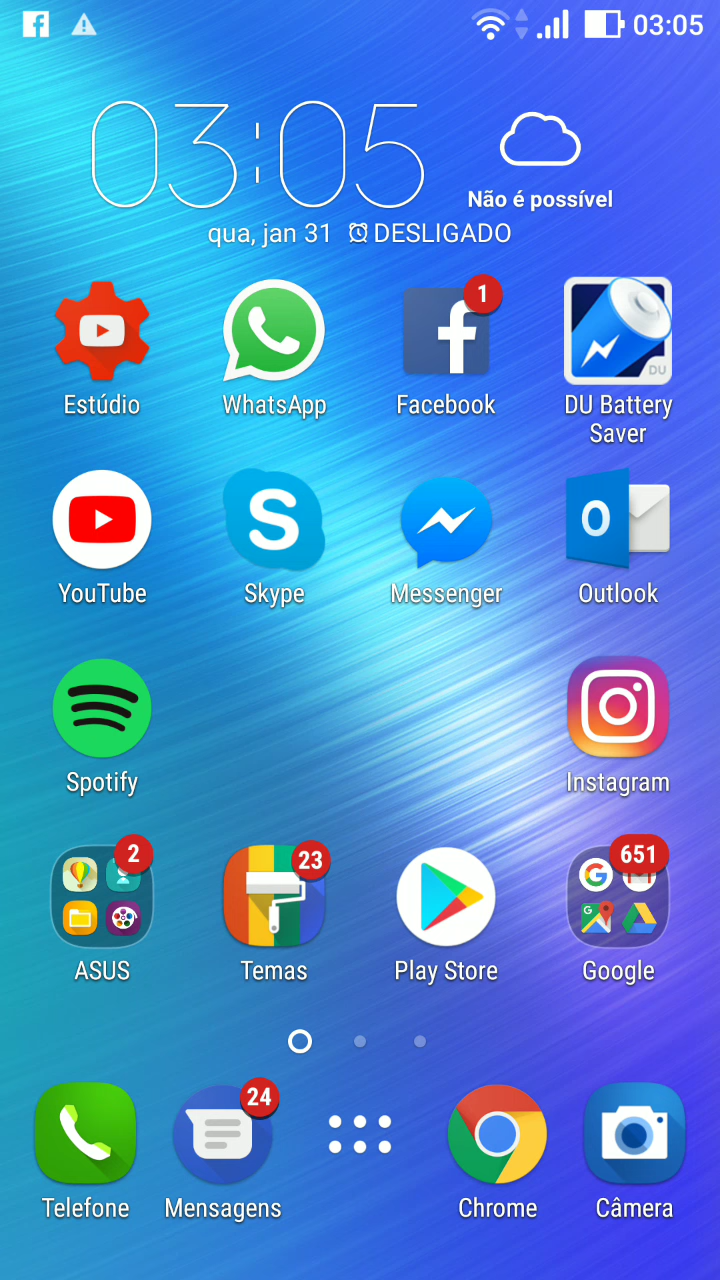 03:05
03:05
Não é possível
qua, jan 31 DESLIGADO
1
DU
Estúdio WhatsApp Facebook DU Battery
Saver
S O
YouTube Skype Messenger Outlook
Spotify Instagram
2 23 651
G
G
ASUS Temas Play Store Google
24
Telefone Mensagens Chrome Câmera